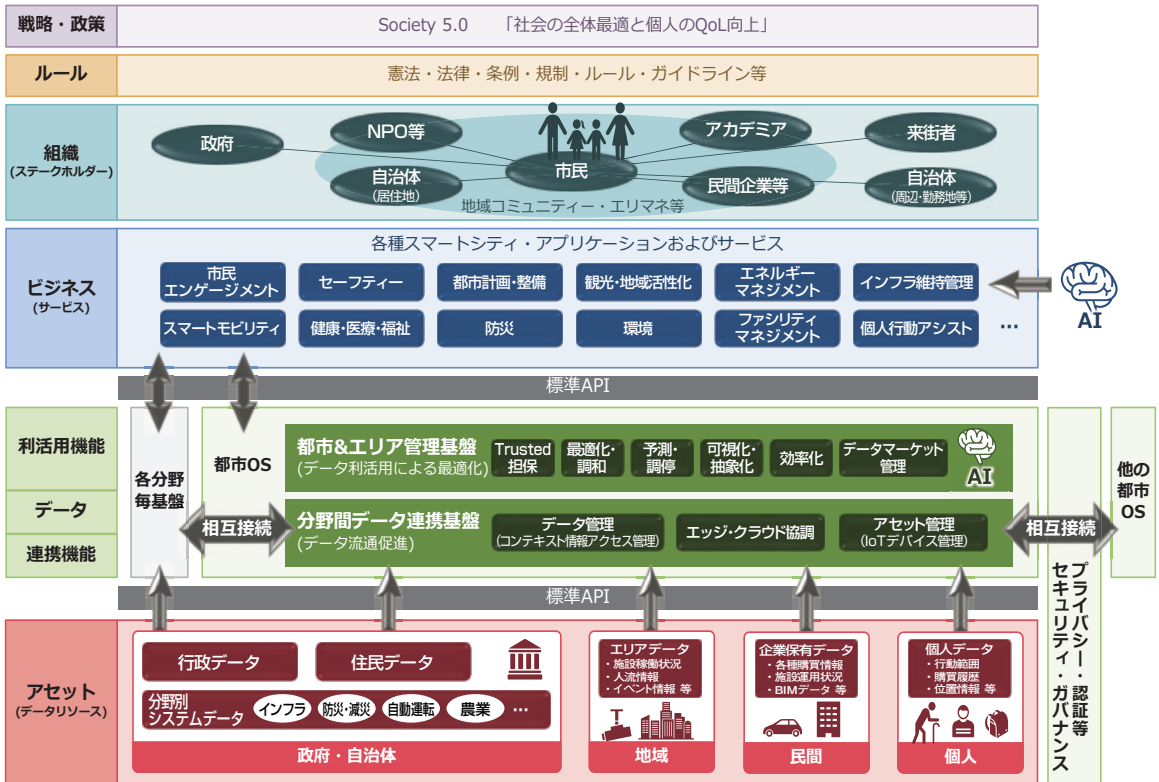 戦略・政策
Society 5.0 「社会の全体最適と個人のQoL向上」
ルール
憲法・法律・条例・規制・ルール・ガイドライン等
組織
(ステークホルダー)
政府
NPO等
アカデミア
来街者
市民
自治体
(居住地)
民間企業等
自治体
(周辺・勤務地等)
地域コミュニティー・エリマネ等
ビジネス
(サービス)
各種スマートシティ・アプリケーションおよびサービス
市民
エンゲージメント
セーフティー
都市計画・整備
観光・地域活性化
エネルギー
マネジメント
インフラ維持管理
スマートモビリティ
健康・医療・福祉
防災
環境
ファシリティ
マネジメント
個人行動アシスト
…
AI
標準API
利活用機能
データ
連携機能
各分野
毎基盤
都市OS
都市&エリア管理基盤
(データ利活用による最適化)
Trusted
担保
最適化・
調和
予測・
調停
可視化・
抽象化
効率化
データマーケット
管理
AI
相互接続
分野間データ連携基盤
(データ流通促進)
データ管理
(コンテキスト情報アクセス管理)
エッジ・クラウド協調
アセット管理
(IoTデバイス管理)
相互接続
他の
都市
OS
プライバシー・認証等
セキュリティ・ガバナンス
標準API
アセット
(データリソース)
行政データ
住民データ
分野別
システムデータ
インフラ
防災・減災
自動運転
農業
…
政府・自治体
エリアデータ
・施設稼働状況
・人流情報
・イベント情報 等
地域
企業保有データ
・各種購買情報
・施設運用状況
・BIMデータ 等
民間
個人データ
・行動範囲
・購買履歴
・位置情報 等
個人